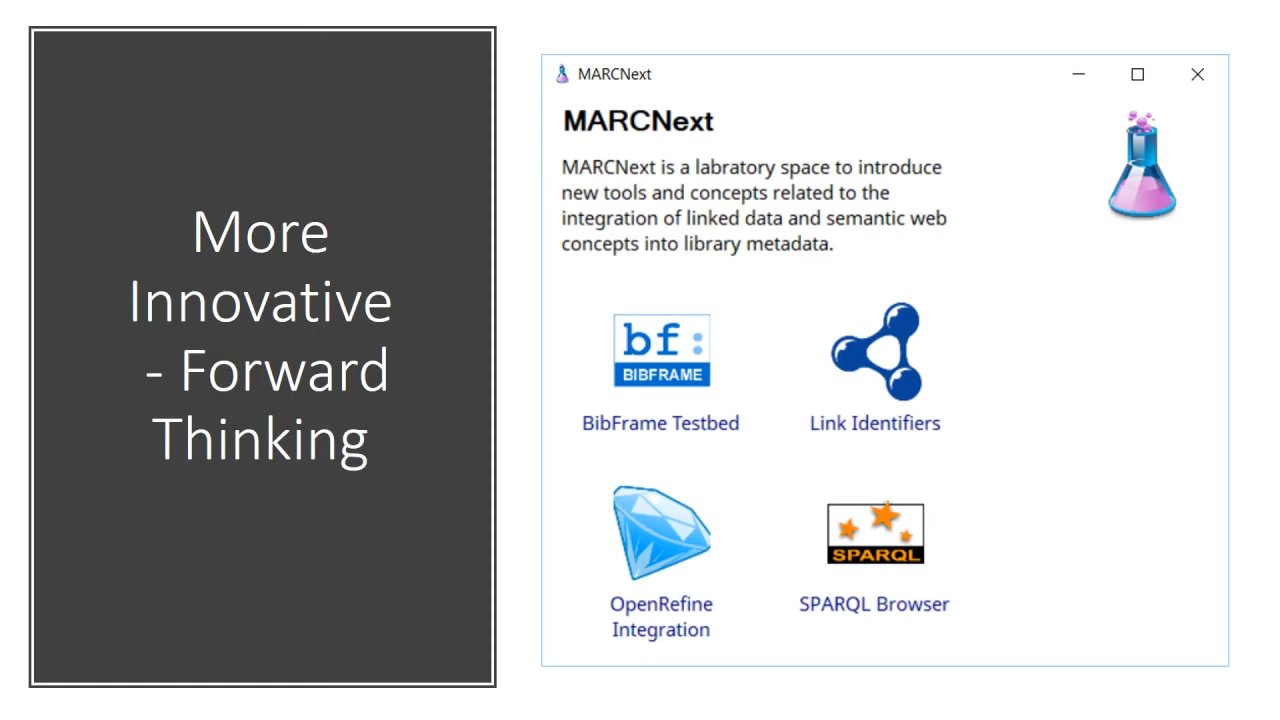 More
Innovative
- Forward
Thinking
MARCNext
MARCNext
MARCNext is a labratory space to introduce
new tools and concepts related to the
integration of linked data and semantic web
concepts into library metadata.
bf:
BIBFRAME
BibFrame Testbed
Link Identifiers
SPARQL
OpenRefine
Integration
SPARQL Browser